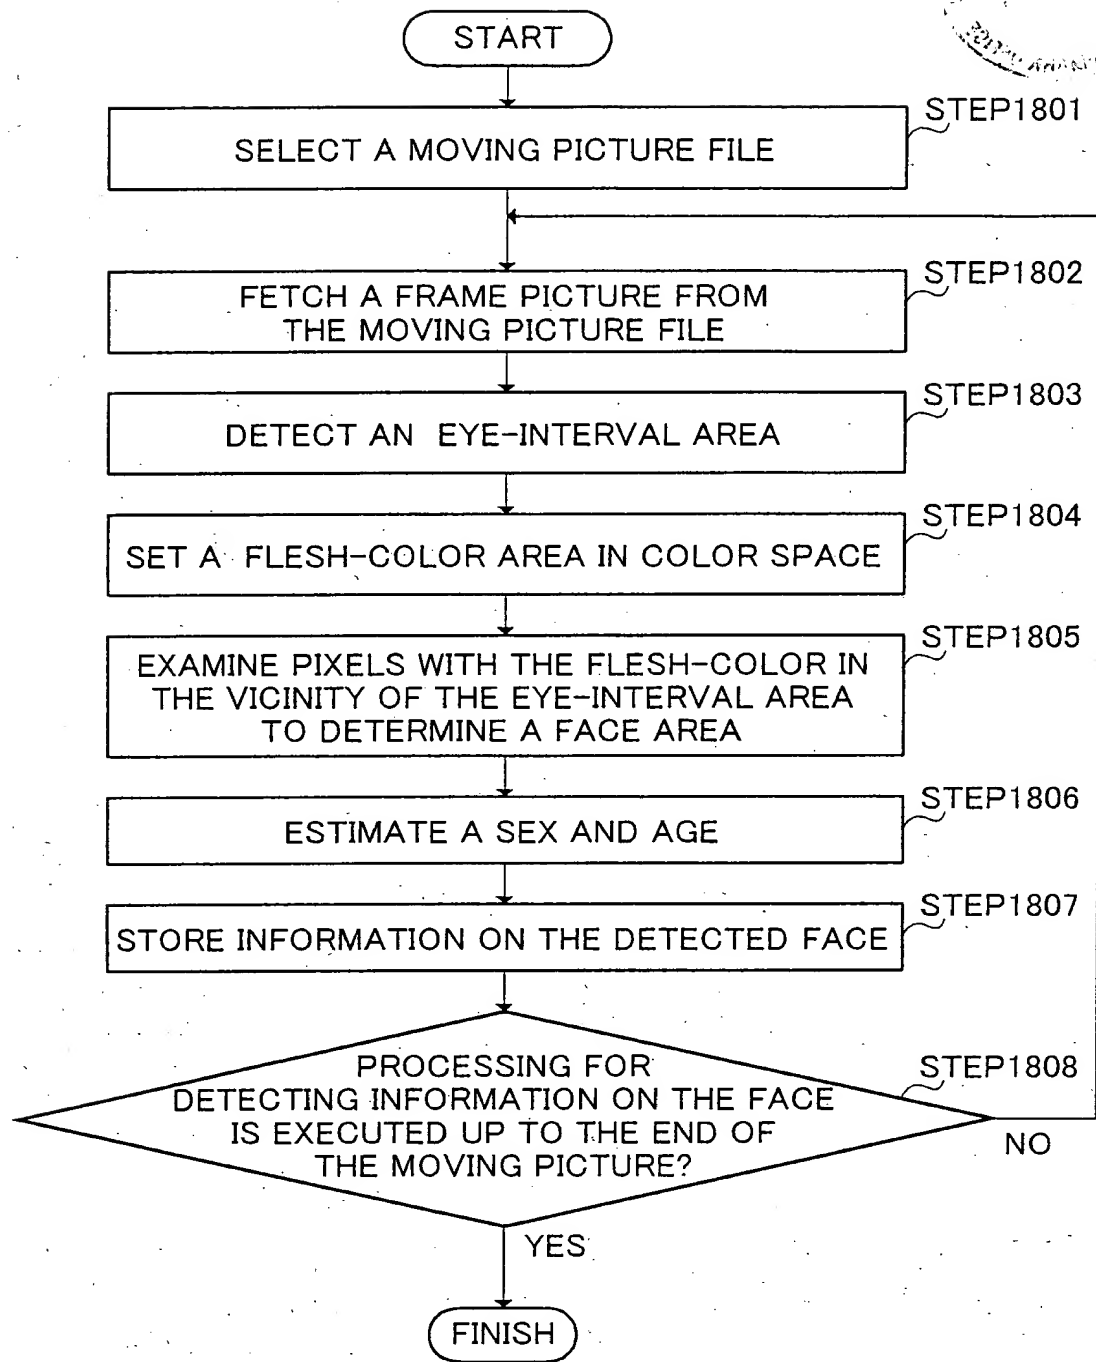 START
STEP1801
SELECT A MOVING PICTURE FILE
STEP1802
FETCH A FRAME PICTURE FROM
THE MOVING PICTURE FILE
STEP1803
DETECT AN EYE-INTERVAL AREA
STEP1804
SET A FLESH-COLOR AREA IN COLOR SPACE
STEP1805
EXAMINE PIXELS WITH THE FLESH-COLOR IN
THE VICINITY OF THE EYE-INTERVAL AREA
TO DETERMINE A FACE AREA
STEP1806
ESTIMATE A SEX AND AGE
STEP1807
STORE INFORMATION ON THE DETECTED FACE
STEP1808
PROCESSING FOR
DETECTING INFORMATION ON THE FACE
IS EXECUTED UP TO THE END OF
THE MOVING PICTURE?
NO
YES
FINISH